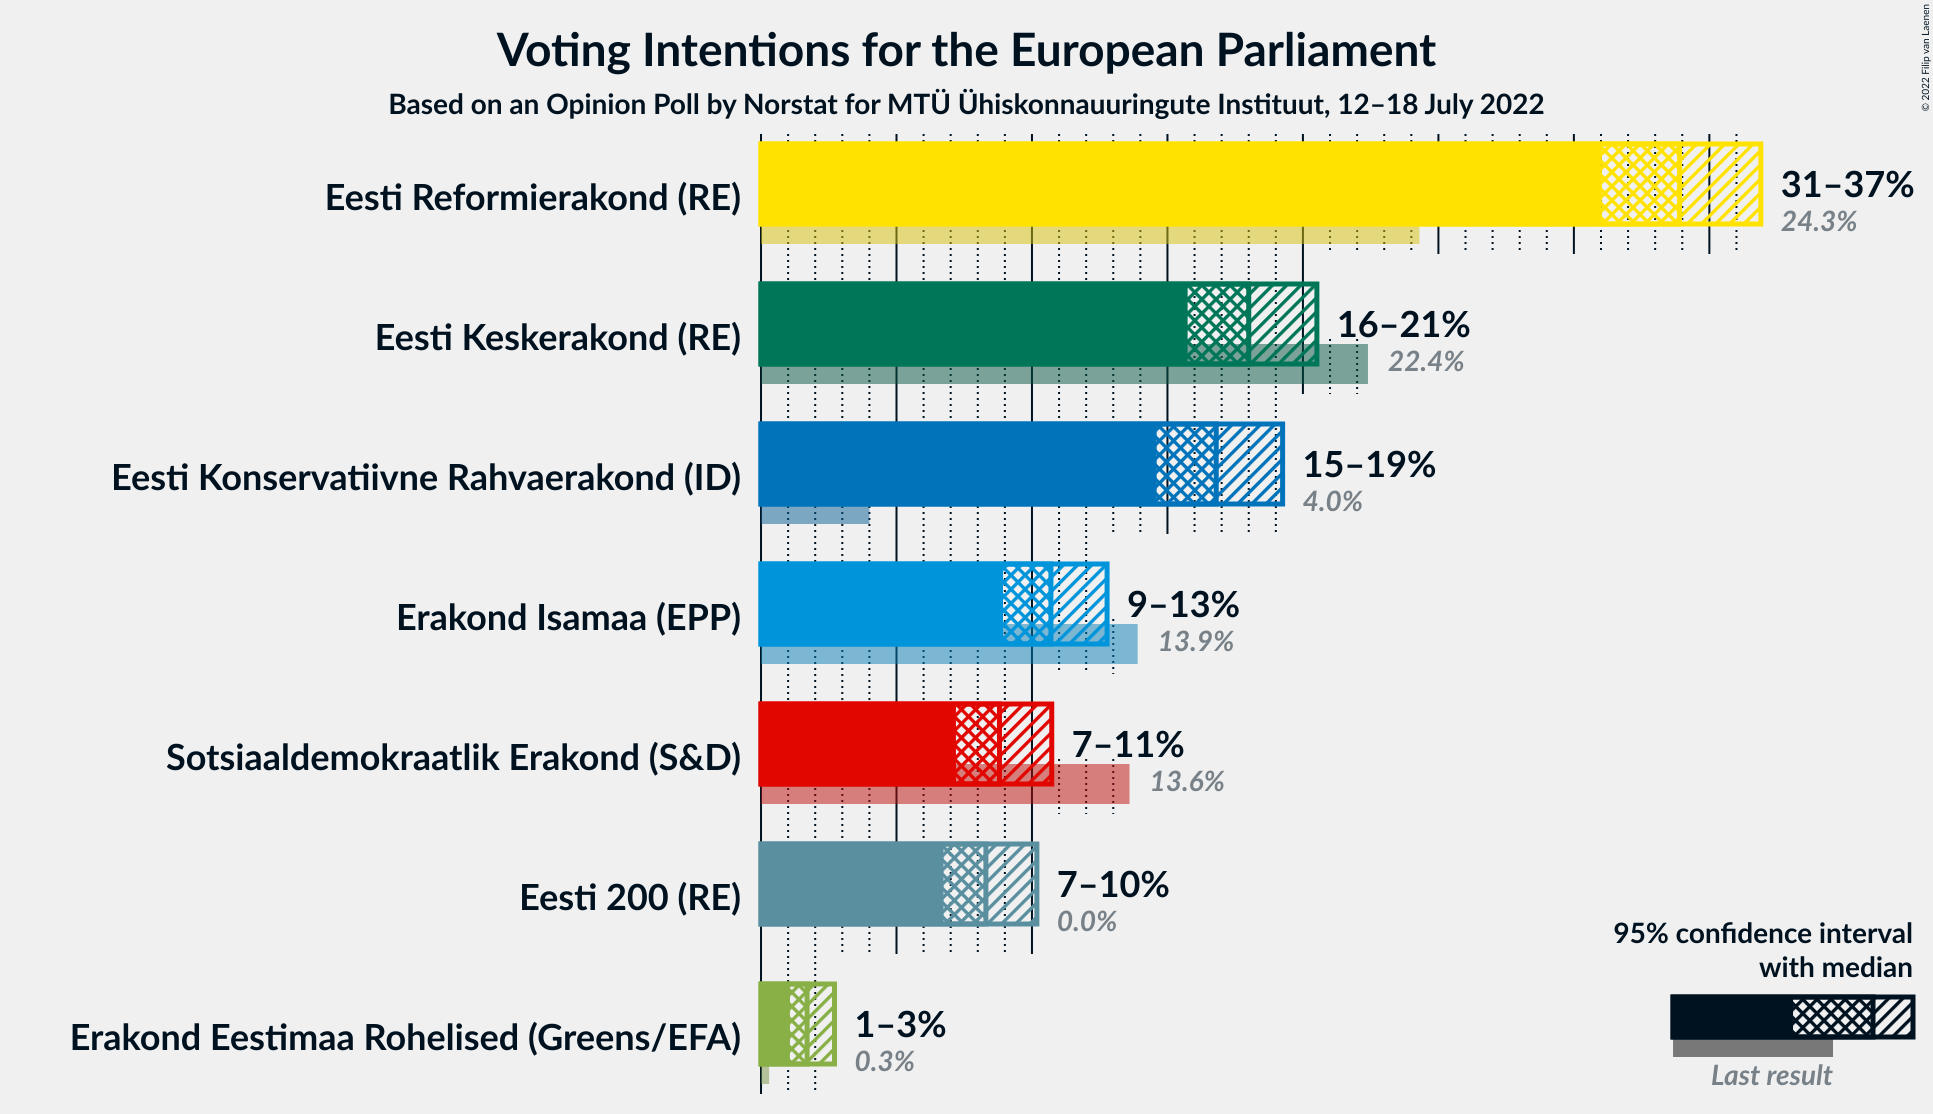 Voting Intentions for the European Parliament
Based on an Opinion Poll by Norstat for MTÜ Ühiskonnauuringute Instituut, 12–18 July 2022
© 2022 Filip van Laenen
Eesti Reformierakond (RE)
31–37%
24.3%
Eesti Keskerakond (RE)
16–21%
22.4%
Eesti Konservatiivne Rahvaerakond (ID)
15–19%
4.0%
Erakond Isamaa (EPP)
9–13%
13.9%
Sotsiaaldemokraatlik Erakond (S&D)
7–11%
13.6%
Eesti 200 (RE)
7–10%
0.0%
Erakond Eestimaa Rohelised (Greens/EFA)
1–3%
0.3%
95% confidence interval
with median
Last result